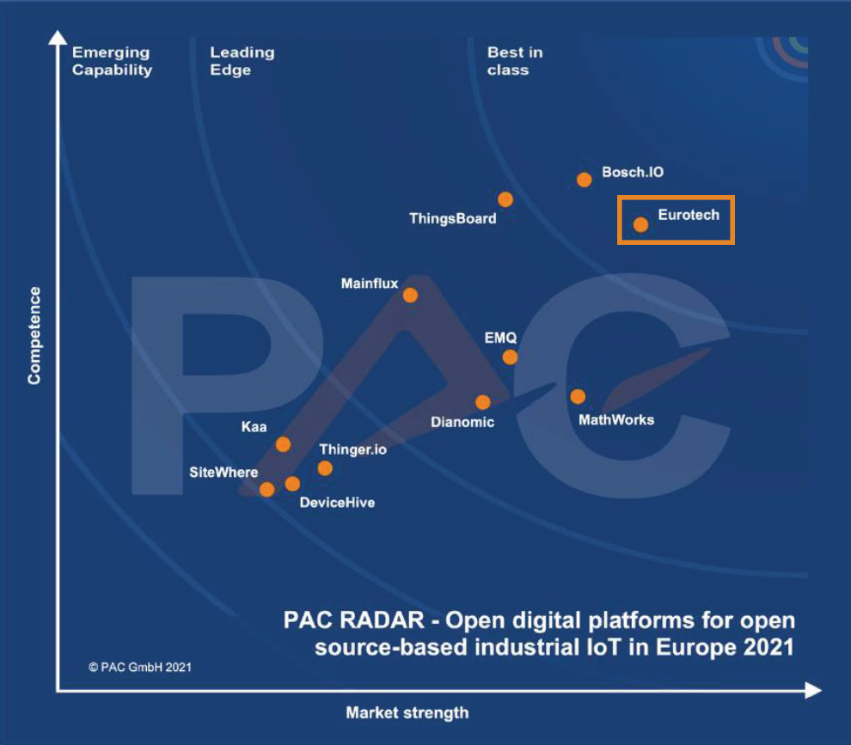 Emerging
Capability
Leading
Edge
Best in
class
Bosch.IO
ThingsBoard
Eurotech
Mainflux
EMQ
Dianomic
MathWorks
Kaa
Thinger.io
SiteWhere
DeviceHive
Competence
PAC
PAC RADAR - Open digital platforms for open
source-based industrial IoT in Europe 2021
© PAC GmbH 2021
Market strength